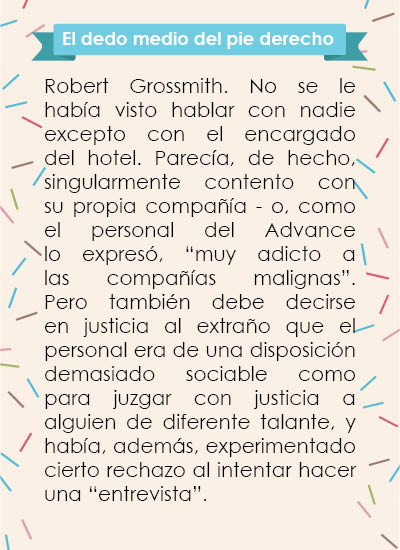 El dedo medio del pie derecho
Robert Grossmith. No se le
había visto hablar con nadie
excepto con el encargado
del hotel. Parecía, de hecho,
singularmente contento con
su propia compañía - o, como
el personal del Advance
lo expresó, “muy adicto a
las compañías malignas”.
Pero también debe decirse
en justicia al extraño que el
personal era de una disposición
demasiado sociable como
para juzgar con justicia a
alguien de diferente talante, y
había, además, experimentado
cierto rechazo al intentar hacer
una “entrevista”.